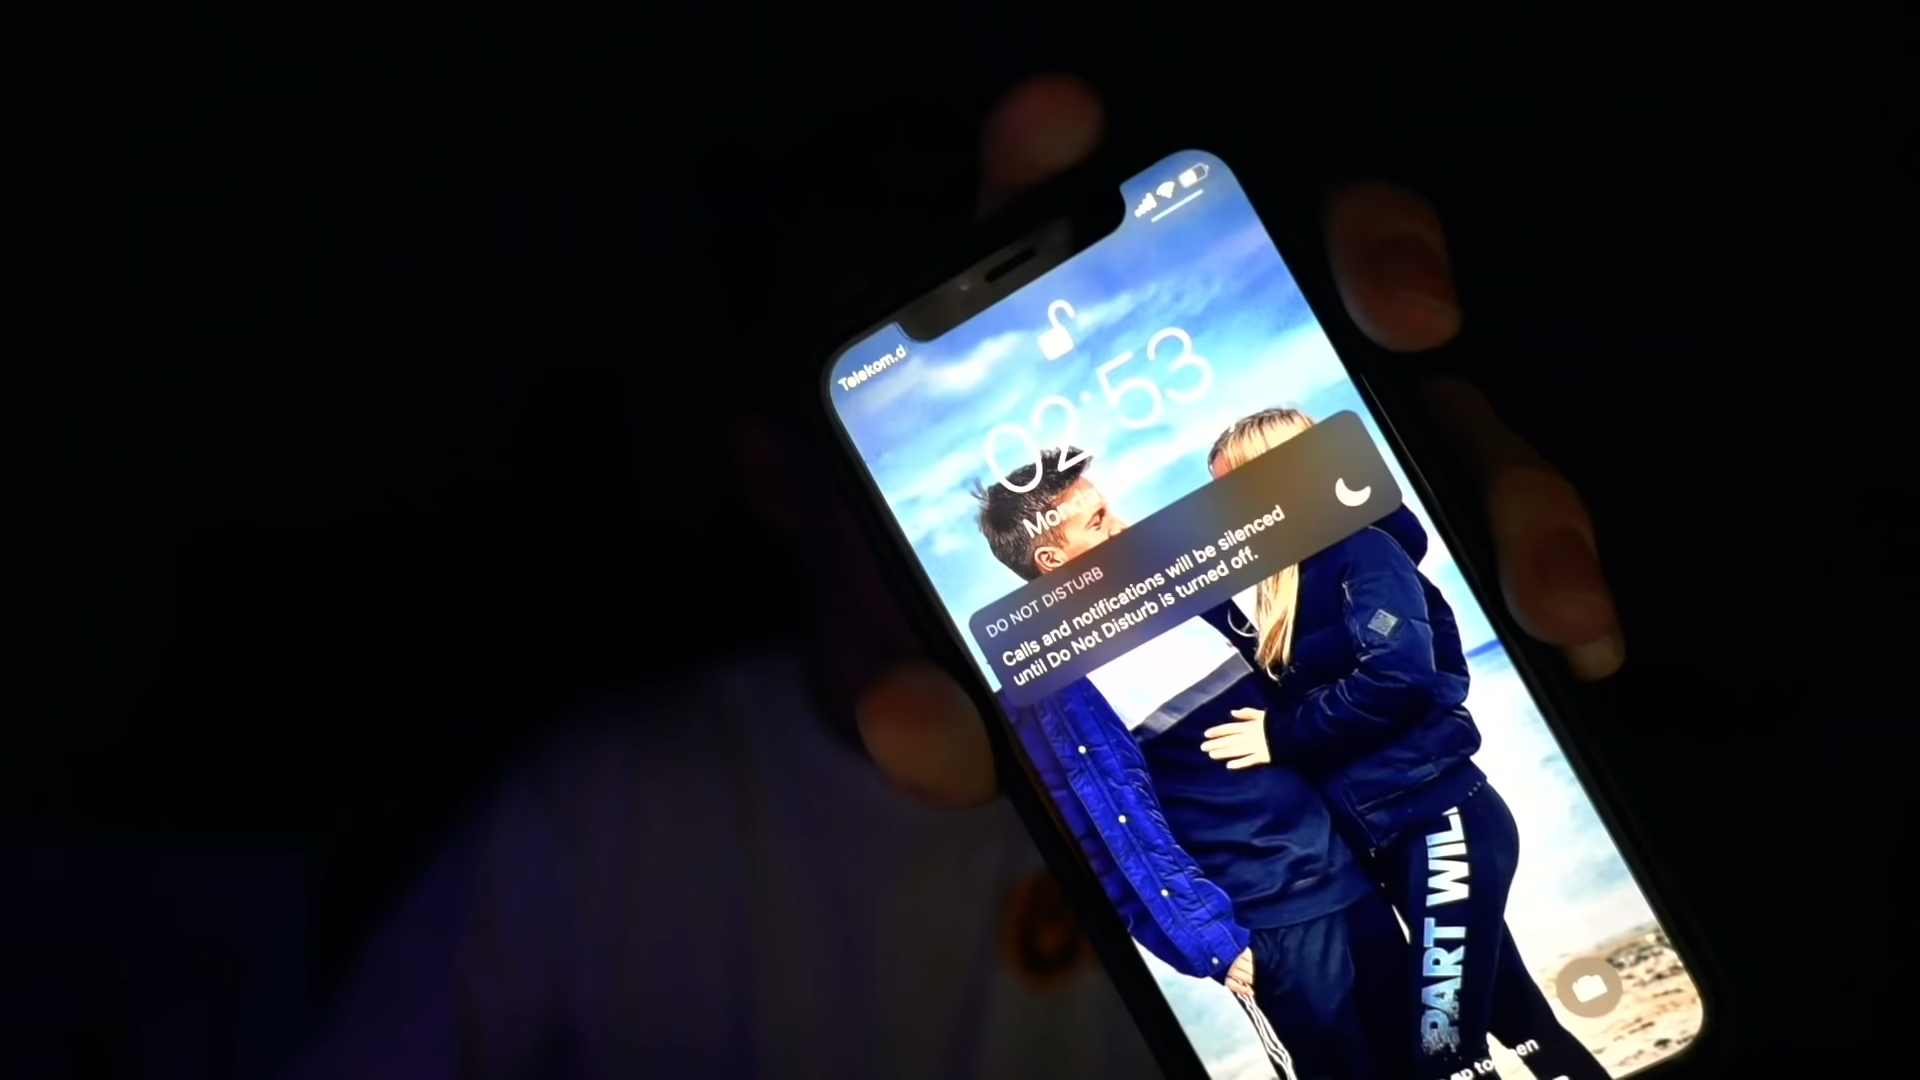 Telekom.d
02:53
DO NOT DISTURB
Calls and notifications will be silenced
until Do Not Disturb is turned off.
PART WIL